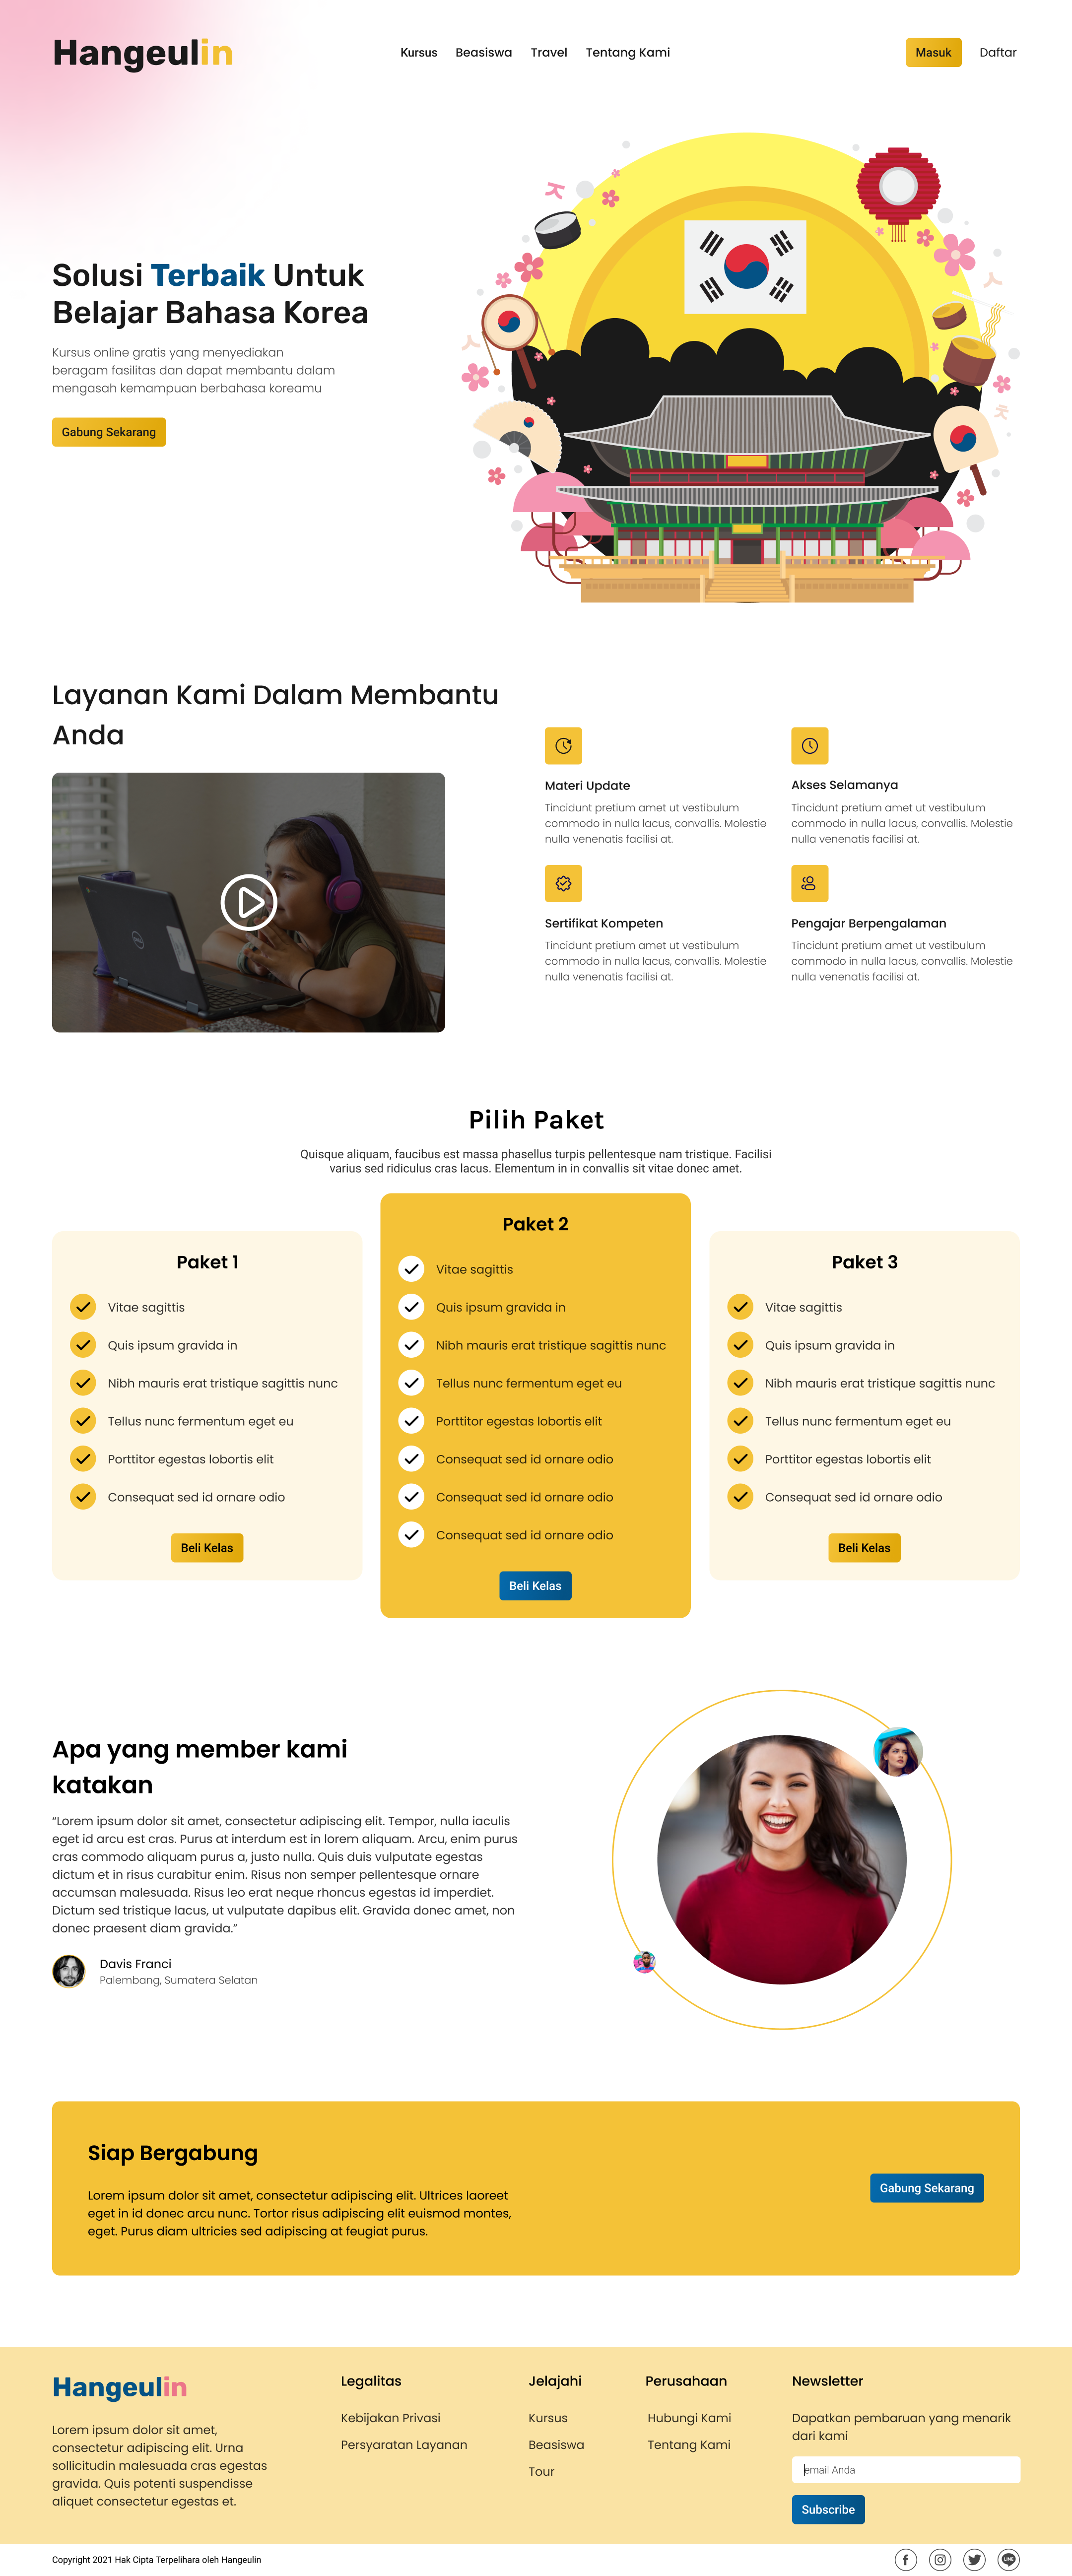 Hangeulin
Kursus Beasiswa Travel Tentang Kami
Masuk Daftar
Solusi Terbaik Untuk
Belajar Bahasa Korea
Kursus online gratis yang menyediakan
beragam fasilitas dan dapat membantu dalam
mengasah kemampuan berbahasa koreamu
Gabung Sekarang
ㅈ
ㅅ
ㅅ
ㅊ
Layanan Kami Dalam Membantu
Anda
Materi Update
Tincidunt pretium amet ut vestibulum
commodo in nulla lacus, convallis. Molestie
nulla venenatis facilisi at.
Akses Selamanya
Tincidunt pretium amet ut vestibulum
commodo in nulla lacus, convallis. Molestie
nulla venenatis facilisi at.
Sertifikat Kompeten
Tincidunt pretium amet ut vestibulum
commodo in nulla lacus, convallis. Molestie
nulla venenatis facilisi at.
Pengajar Berpengalaman
Tincidunt pretium amet ut vestibulum
commodo in nulla lacus, convallis. Molestie
nulla venenatis facilisi at.
Pilih Paket
Quisque aliquam, faucibus est massa phasellus turpis pellentesque nam tristique. Facilisi
varius sed ridiculus cras lacus. Elementum in in convallis sit vitae donec amet.
Paket 1
Vitae sagittis
Quis ipsum gravida in
Nibh mauris erat tristique sagittis nunc
Tellus nunc fermentum eget eu
Porttitor egestas lobortis elit
Consequat sed id ornare odio
Beli Kelas
Paket 2
Vitae sagittis
Quis ipsum gravida in
Nibh mauris erat tristique sagittis nunc
Tellus nunc fermentum eget eu
Porttitor egestas lobortis elit
Consequat sed id ornare odio
Consequat sed id ornare odio
Consequat sed id ornare odio
Beli Kelas
Paket 3
Vitae sagittis
Quis ipsum gravida in
Nibh mauris erat tristique sagittis nunc
Tellus nunc fermentum eget eu
Porttitor egestas lobortis elit
Consequat sed id ornare odio
Beli Kelas
Apa yang member kami
katakan
“Lorem ipsum dolor sit amet, consectetur adipiscing elit. Tempor, nulla iaculis
eget id arcu est cras. Purus at interdum est in lorem aliquam. Arcu, enim purus
cras commodo aliquam purus a, justo nulla. Quis duis vulputate egestas
dictum et in risus curabitur enim. Risus non semper pellentesque ornare
accumsan malesuada. Risus leo erat neque rhoncus egestas id imperdiet.
Dictum sed tristique lacus, ut vulputate dapibus elit. Gravida donec amet, non
donec praesent diam gravida.”
Davis Franci
Palembang, Sumatera Selatan
Siap Bergabung
Lorem ipsum dolor sit amet, consectetur adipiscing elit. Ultrices laoreet
eget in id donec arcu nunc. Tortor risus adipiscing elit euismod montes,
eget. Purus diam ultricies sed adipiscing at feugiat purus.
Gabung Sekarang
Hangeulin
Lorem ipsum dolor sit amet,
consectetur adipiscing elit. Urna
sollicitudin malesuada cras egestas
gravida. Quis potenti suspendisse
aliquet consectetur egestas et.
Legalitas
Kebijakan Privasi
Persyaratan Layanan
Jelajahi
Kursus
Beasiswa
Tour
Perusahaan
Hubungi Kami
Tentang Kami
Newsletter
Dapatkan pembaruan yang menarik
dari kami
email Anda
Subscribe
Copyright 2021 Hak Cipta Terpelihara oleh Hangeulin
LINE